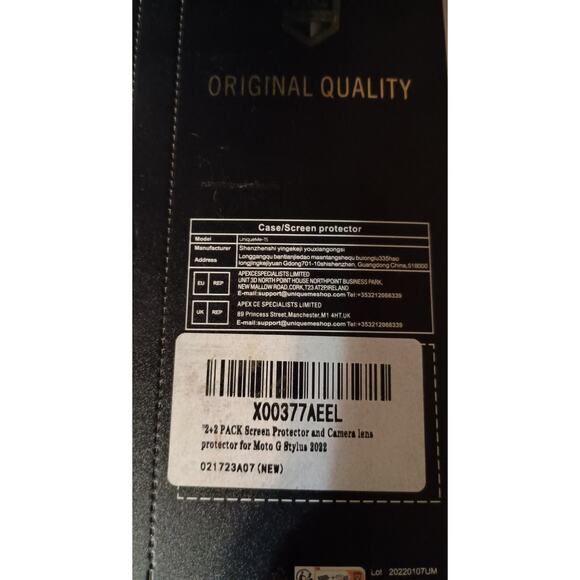 ORIGINAL QUALITY
Case/Screen protector
Model UniqueMe-15
Manufacturer Shenzhenshi yingsekeji youxiangongsi
Address Longgangqu bantianjiedao masntangshequ bulonglu335hao
longjingkejiyuan Gdong701-10shishenzhen, Guangdong China,518000
EU REP APEXCESPECIALISTS LIMITED
UNIT 3D NORTH POINT HOUSE NORTHPOINT BUSINESS PARK,
NEW MALLOW ROAD,CORK,T23 AT2P,IRELAND
E-mail:support@uniquemeshop.com Tel:+353212066339
UK REP APEX CE SPECIALISTS LIMITED
89 Princess Street,Manchester,M1 4HT,UK
E-mail:support@uniquemeshop.com Tel:+353212066339
X00377AEEL
"2+2 PACK Screen Protector and Camera lens
protector for Moto G Stylus 2022
021723A07(NEW)
Lot 20220107UM